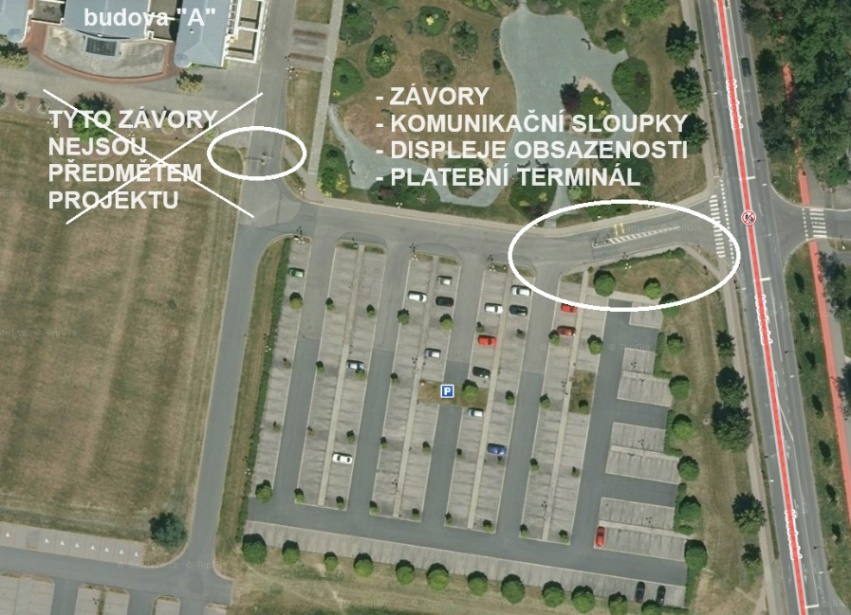 budova "A"
TYTO ZÁVORY
NEJSOU
PŘEDMĚTEM
PROJEKTU
- ZÁVORY
- KOMUNIKAČNÍ SLOUPKY
- DISPLEJE OBSAZENOSTI
- PLATEBNÍ TERMINÁL
P